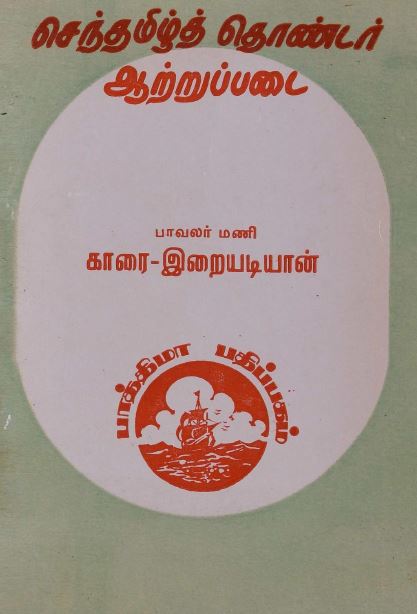 செந்தமிழ்த் தொண்டர்
ஆற்றுப்படை
பாவலர் மணி
காரை-இறையடியான்
பாத்திமா பதிப்பகம்